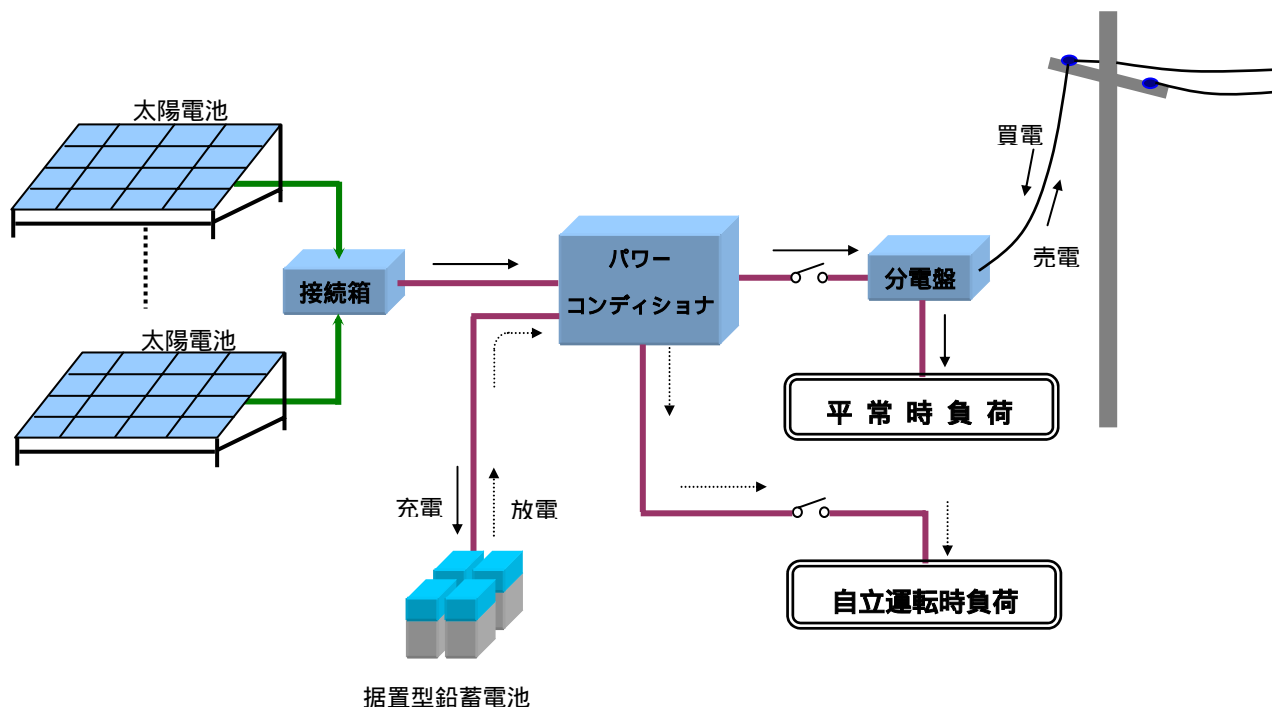 太陽電池
買電
売電
接続箱
パワー
コンディショナ
分電盤
太陽電池
平常時負荷
充電
放電
自立運転時負荷
据置型鉛蓄電池